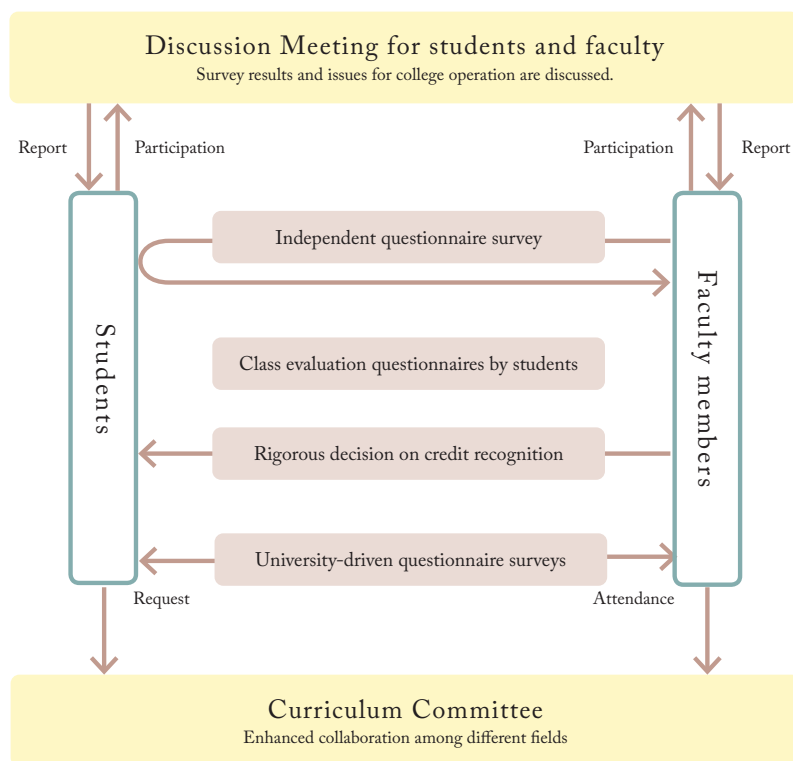 Discussion Meeting for students and faculty
Survey results and issues for college operation are discussed.
Report
Participation
Participation
Report
Independent questionnaire survey
Students
Faculty members
Class evaluation questionnaires by students
Rigorous decision on credit recognition
University-driven questionnaire surveys
Request
Attendance
Curriculum Committee
Enhanced collaboration among different fields